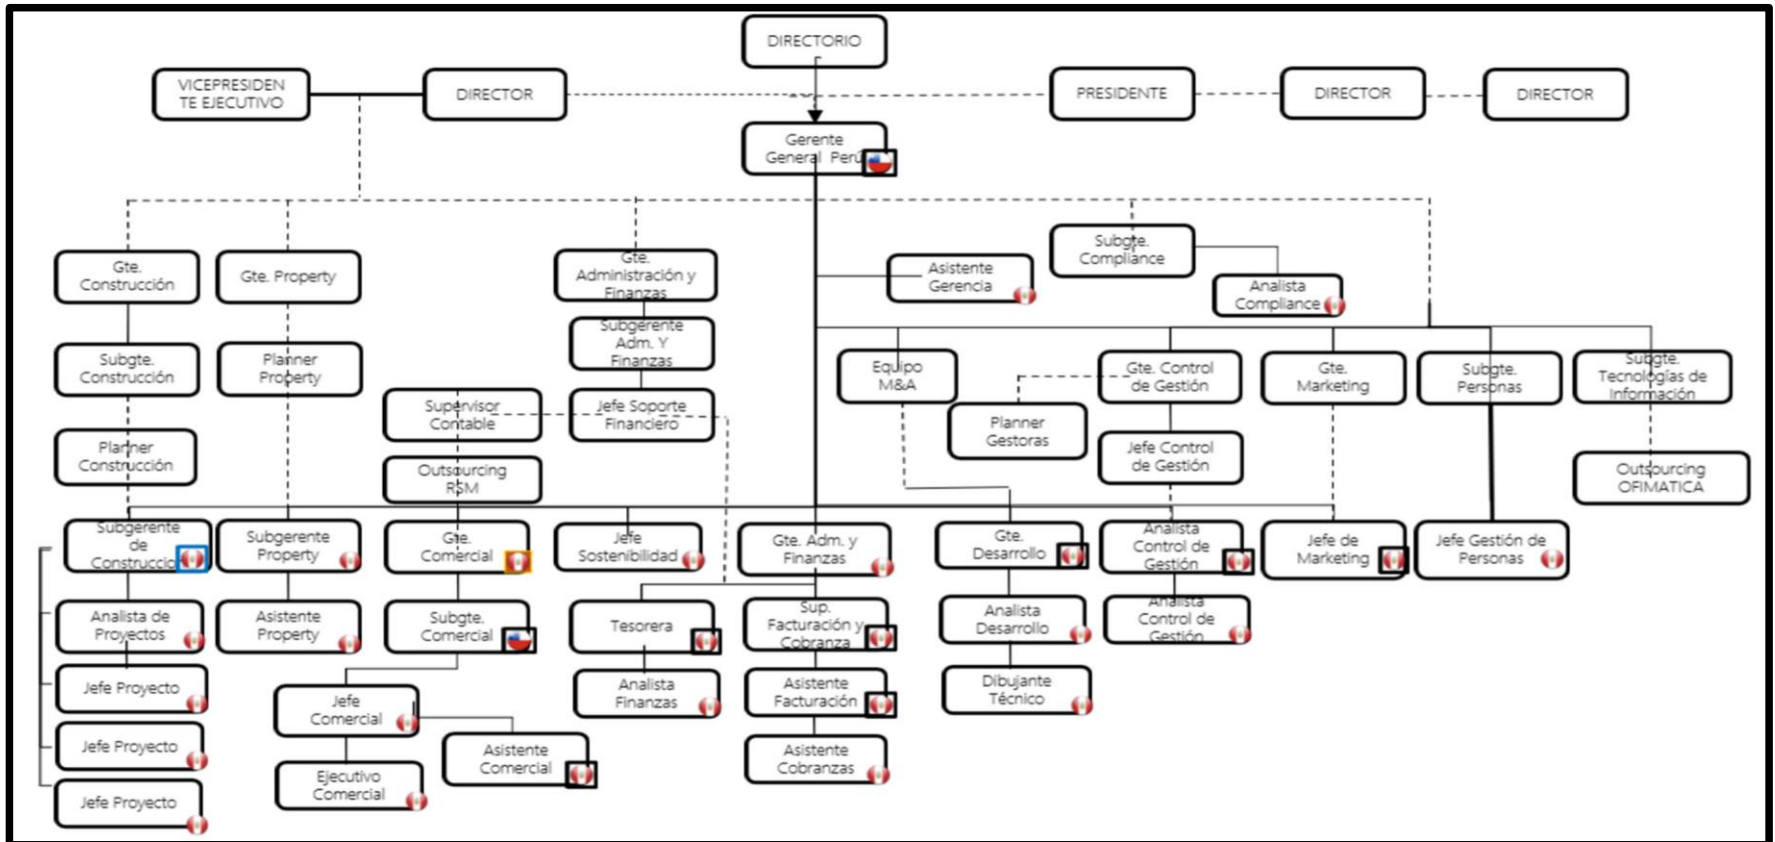 DIRECTORIO
VICEPRESIDEN
TE EJECUTIVO
DIRECTOR
PRESIDENTE
DIRECTOR
DIRECTOR
Gerente
General Perú
Gte.
Construcción
Gte. Property
Gte.
Administración y
Finanzas
Asistente
Gerencia
Subgte.
Compliance
Analista
Compliance
Subgte.
Construcción
Planner
Property
Subgerente
Adm. Y
Finanzas
Equipo
M&A
Gte. Control
de Gestión
Gte.
Marketing
Subgte.
Personas
Subgte.
Tecnologías de
Información
Supervisor
Contable
Jefe Soporte
Financiero
Planner
Gestoras
Planner
Construcción
Outsourcing
RSM
Jefe Control
de Gestión
Outsourcing
OFIMATICA
Subgerente
de
Construcció
Subgerente
Property
Gte.
Comercial
Jefe
Sostenibilidad
Gte. Adm. y
Finanzas
Gte.
Desarrollo
Analista
Control de
Gestión
Jefe de
Marketing
Jefe Gestión de
Personas
Analista de
Proyectos
Asistente
Property
Subgte.
Comercial
Tesorera
Sup.
Facturación y
Cobranza
Analista
Desarrollo
Analista
Control de
Gestión
Jefe Proyecto
Jefe
Comercial
Analista
Finanzas
Asistente
Facturación
Dibujante
Técnico
Jefe Proyecto
Asistente
Comercial
Asistente
Cobranzas
Ejecutivo
Comercial
Jefe Proyecto